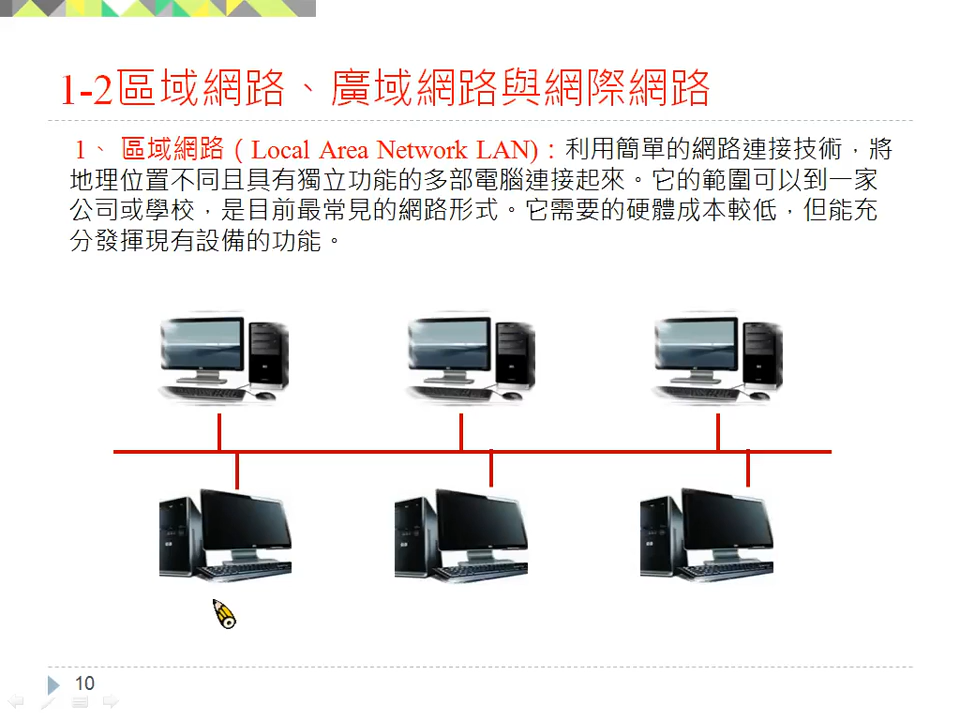 1-2區域網路、廣域網路與網際網路
1、 區域網路（Local Area Network LAN)：利用簡單的網路連接技術，將
地理位置不同且具有獨立功能的多部電腦連接起來。它的範圍可以到一家
公司或學校，是目前最常見的網路形式。它需要的硬體成本較低，但能充
分發揮現有設備的功能。
10